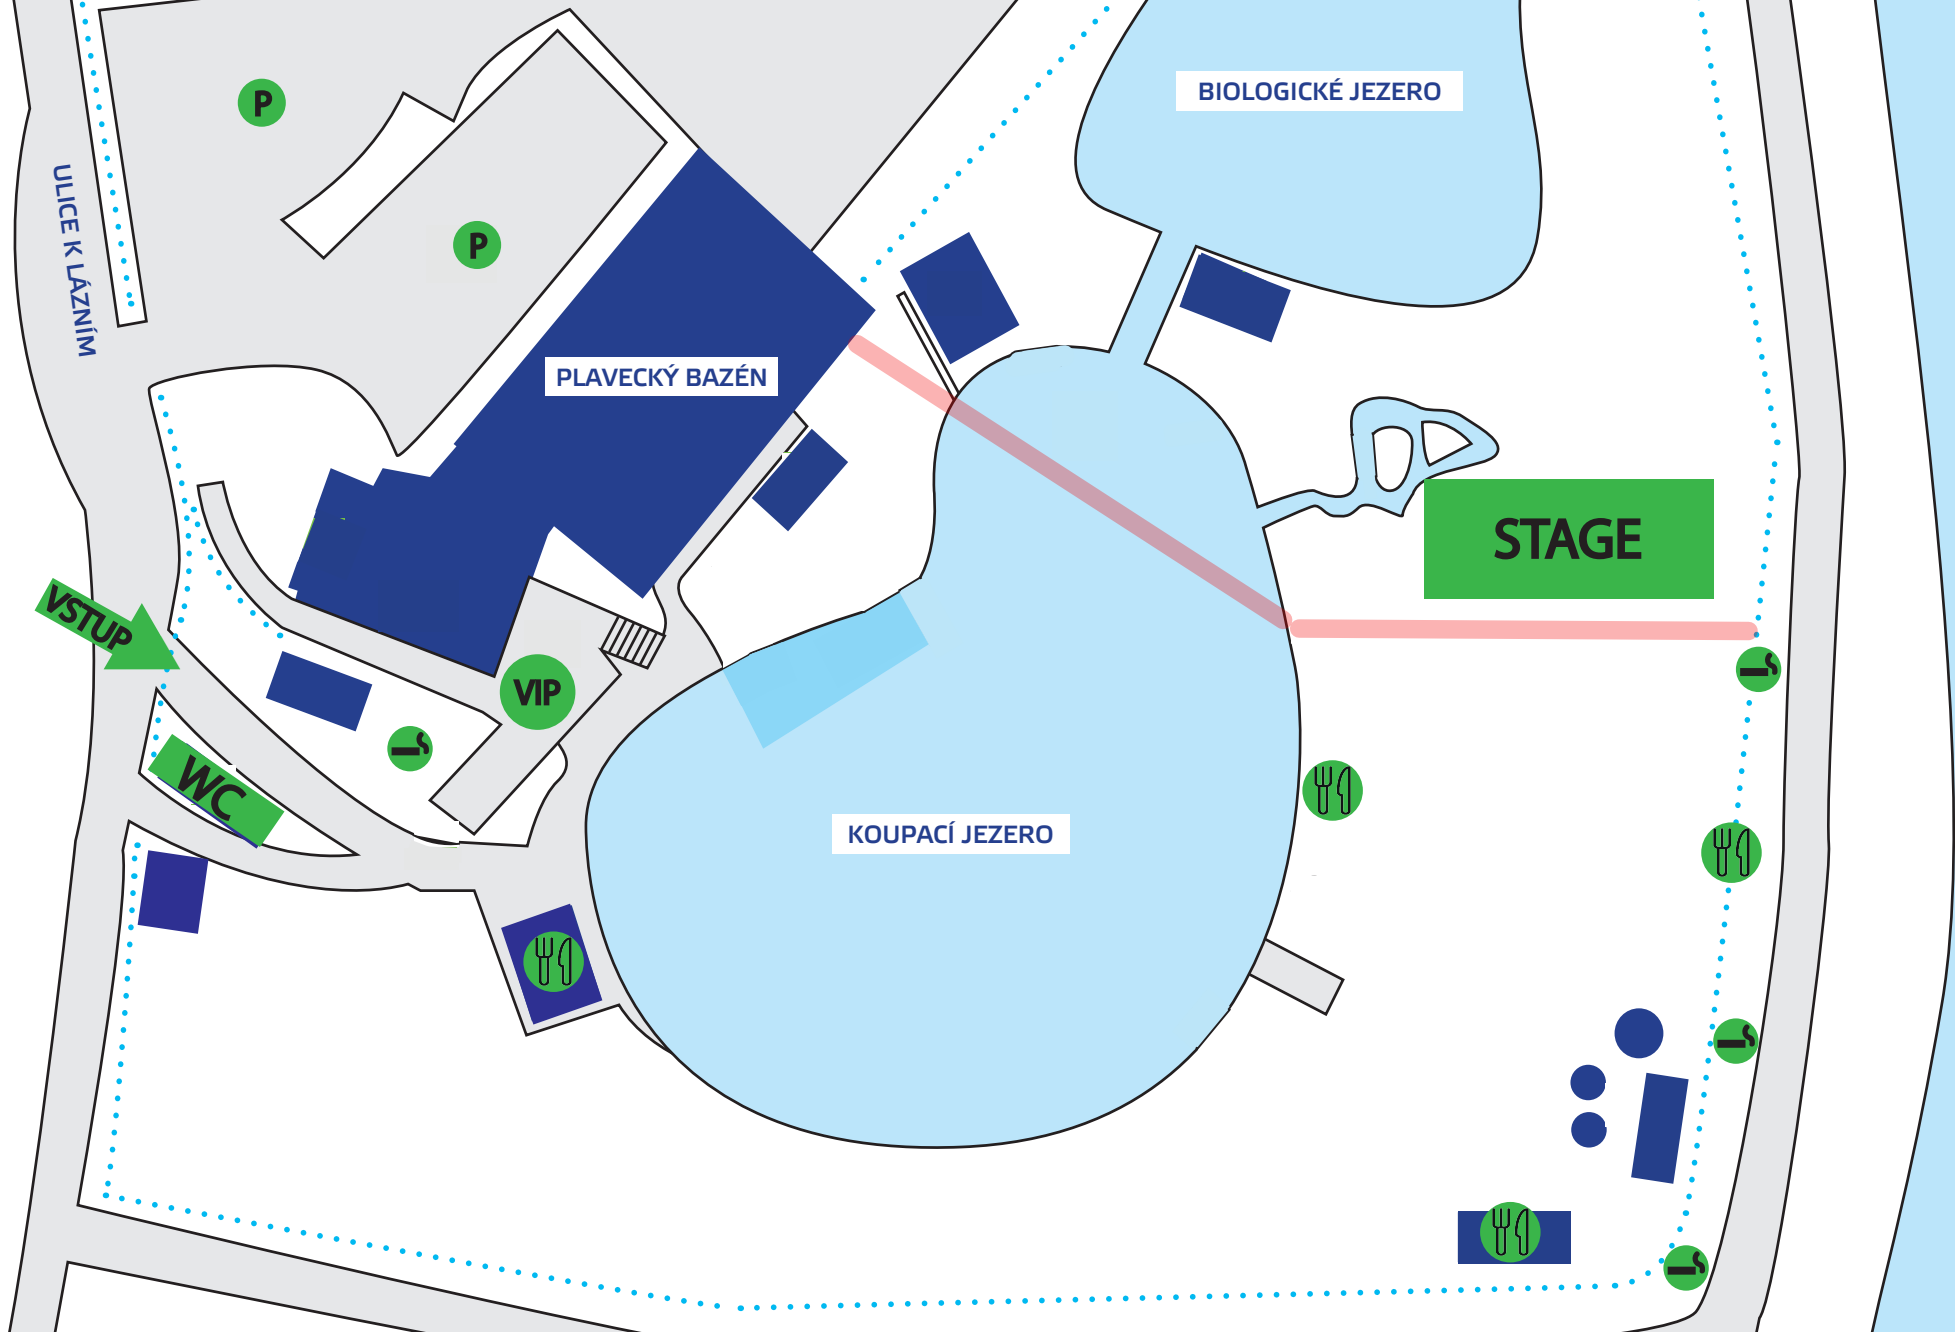 BIOLOGICKÉ JEZERO
P
ULICE K LÁZNÍM
P
PLAVECKÝ BAZÉN
STAGE
VSTUP
VIP
WC
KOUPACÍ JEZERO